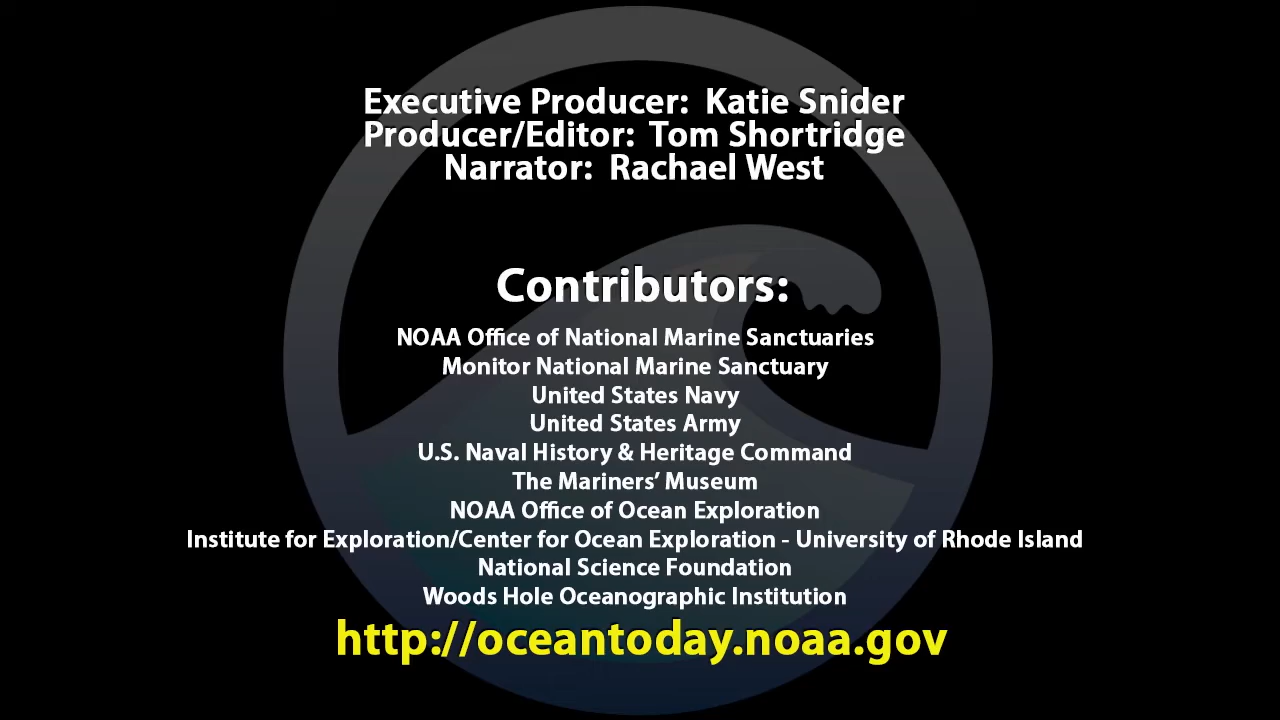 Executive Producer: Katie Snider
Producer/Editor: Tom Shortridge
Narrator: Rachael West
Contributors:
NOAA Office of National Marine Sanctuaries
Monitor National Marine Sanctuary
United States Navy
United States Army
U.S. Naval History & Heritage Command
The Mariners’ Museum
NOAA Office of Ocean Exploration
Institute for Exploration/Center for Ocean Exploration - University of Rhode Island
National Science Foundation
Woods Hole Oceanographic Institution
http://oceantoday.noaa.gov